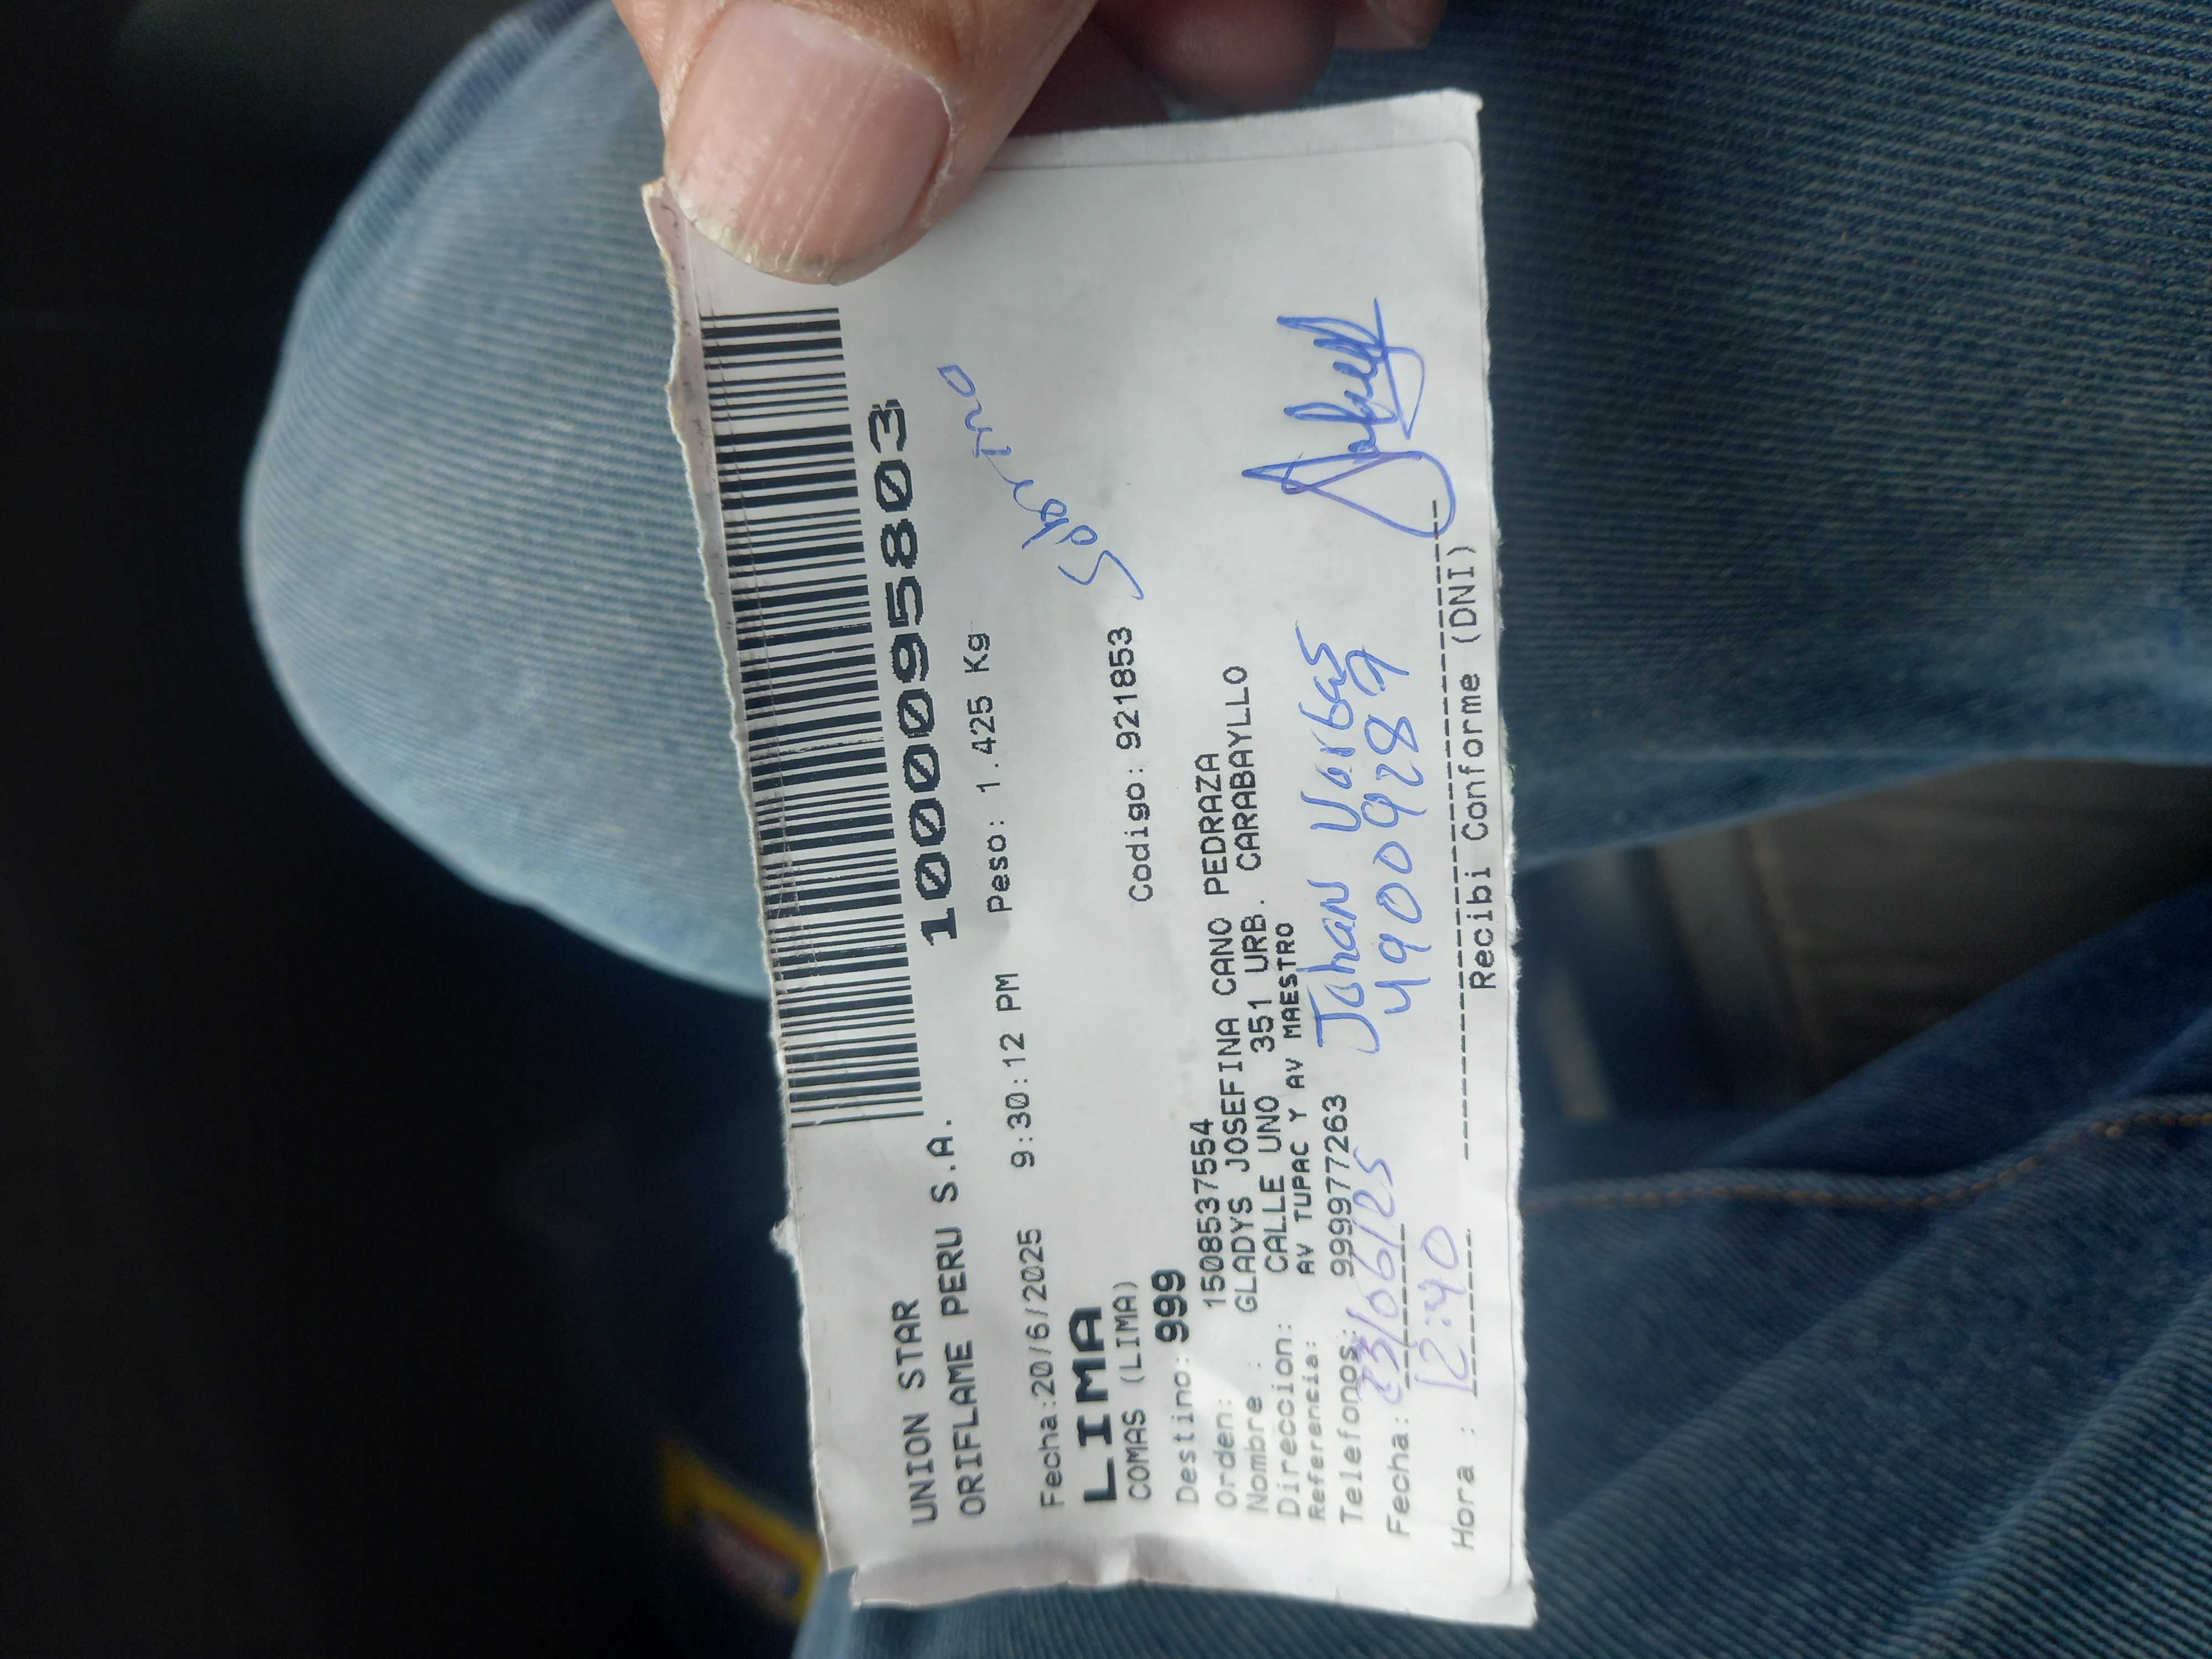 UNION STAR
ORIFLAME PERU S.A. 1000095803
Fecha:20/6/2025 9:30:12 PM Peso: 1.425 Kg
LIMA
COMAS (LIMA)
Sobrino
Destino: 999 Codigo: 921853
Orden: 15085537554
Nombre : GLADYS JOSEFINA CANO PEDRAZA
Direccion: CALLE UNO 351 URB. CARABAYLLO
Referencia: AV TUPAC Y AV MAESTRO
Telefonos: 999977263
Johan Vargas
Fecha: 23/06/25 49009289
Hora : 12:40
Recibi Conforme (DNI)